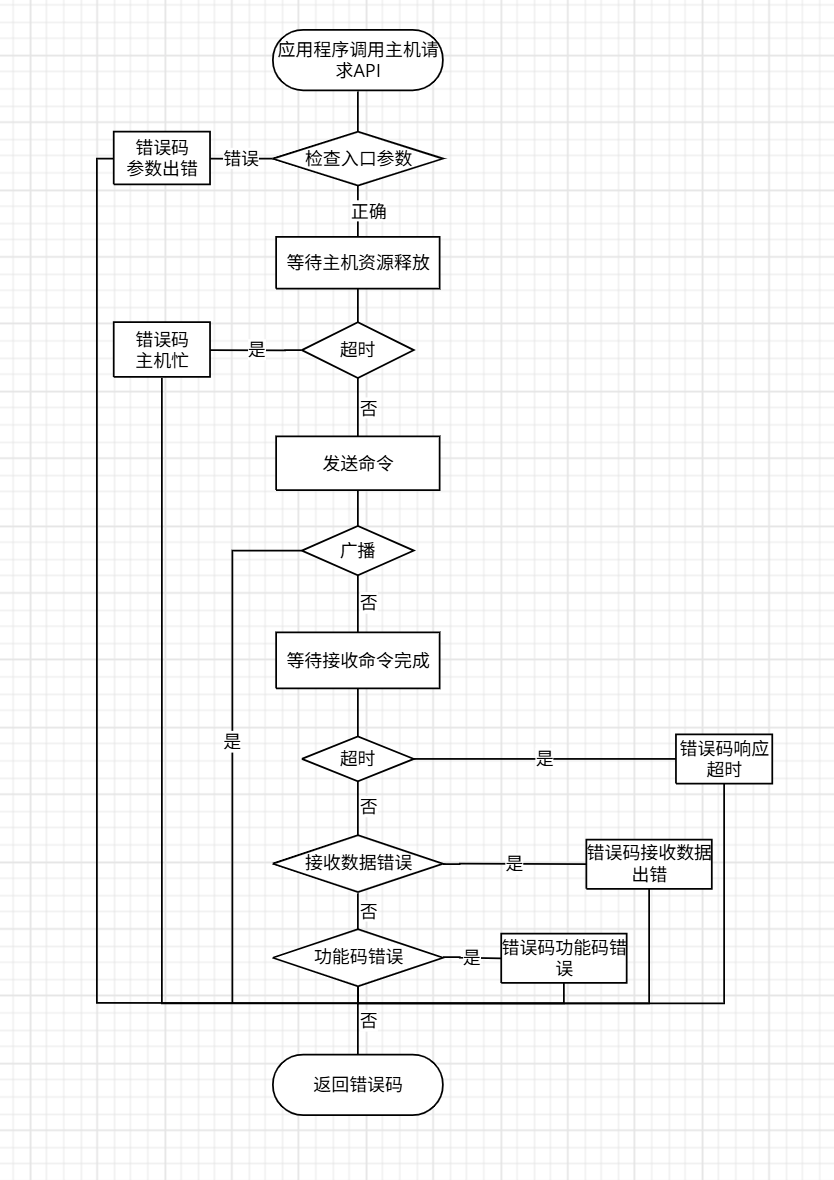 应用程序调用主机请
求API
检查入口参数
错误
错误码
参数出错
正确
等待主机资源释放
超时
是
错误码
主机忙
否
发送命令
广播
否
等待接收命令完成
是
超时
是
错误码响应
超时
否
接收数据错误
是
错误码接收数据
出错
否
功能码错误
是
错误码功能码错
误
否
返回错误码